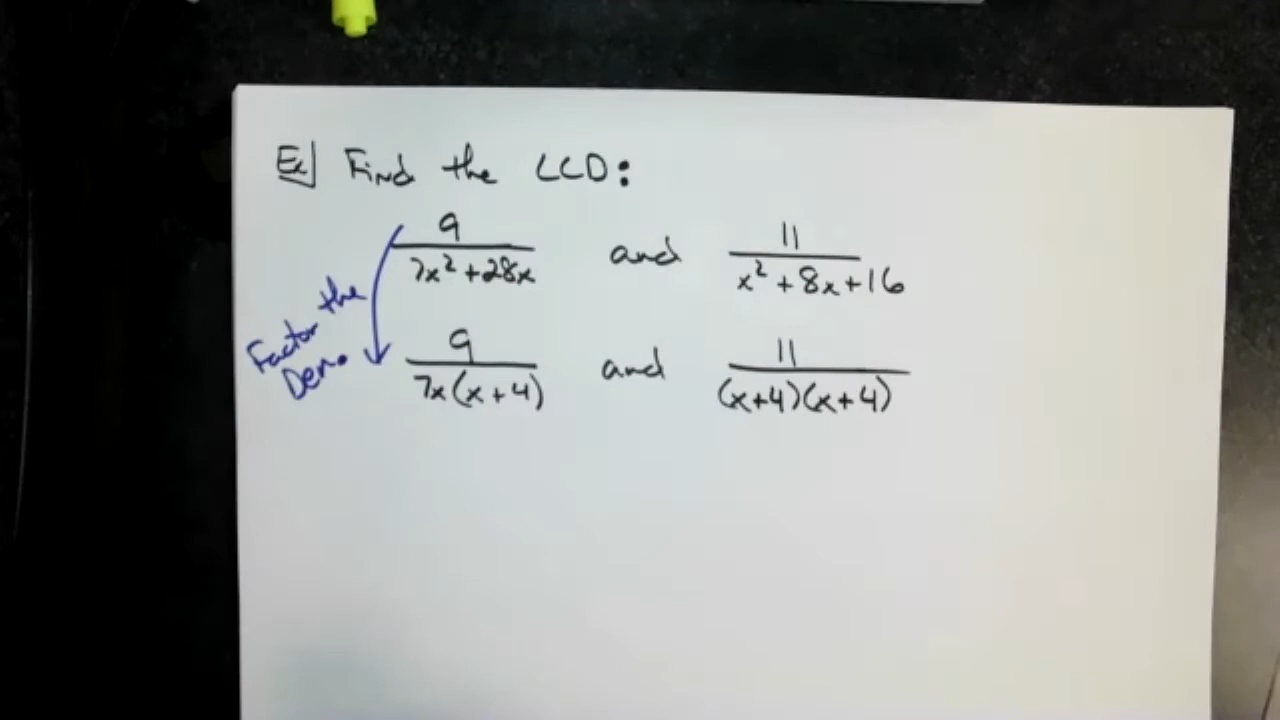 Ex] Find the LCD:
9/(7x²+28x) and 11/(x²+8x+16)
Factor the
Den.
9/(7x(x+4)) and 11/((x+4)(x+4))